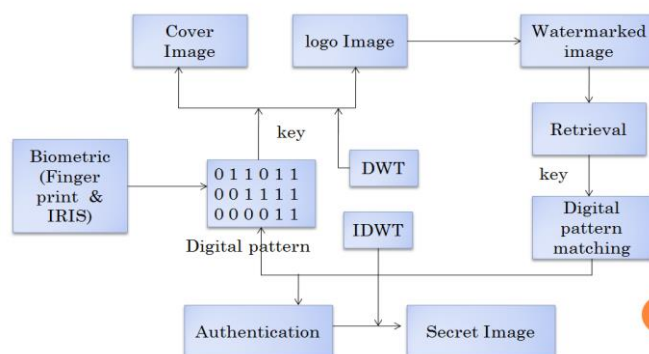 Cover
Image
logo Image
Watermarked
image
key
Retrieval
Biometric
(Finger
print &
IRIS)
0 1 1 0 1 1
0 0 1 1 1 1
0 0 0 0 1 1
DWT
key
Digital pattern
IDWT
Digital
pattern
matching
Authentication
Secret Image